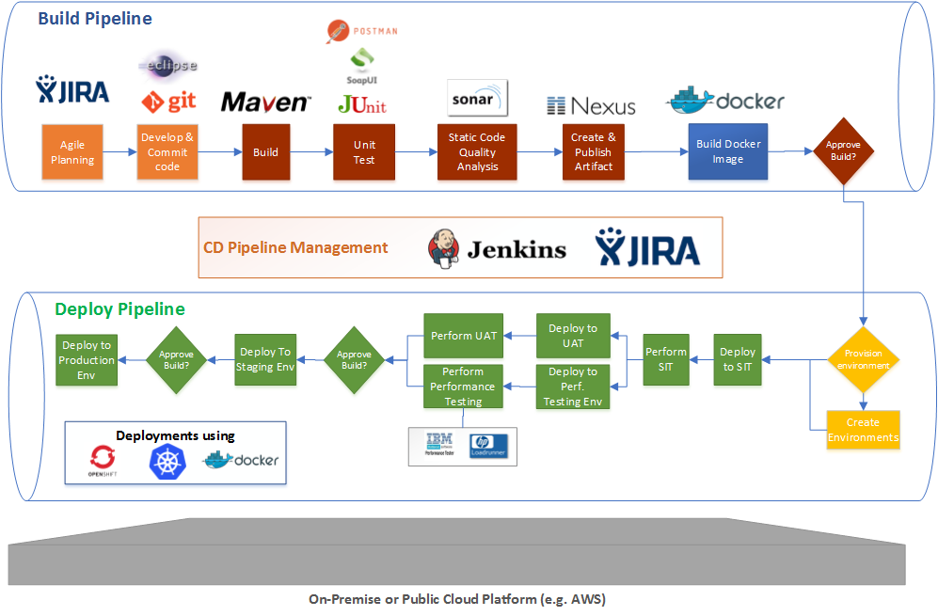 Build Pipeline
POSTMAN
eclipse
SoapUI
JIRA
git
Maven™
JUnit
sonar
Nexus
docker
Agile
Planning
Develop &
Commit
code
Build
Unit
Test
Static Code
Quality
Analysis
Create &
Publish
Artifact
Build Docker
Image
Approve
Build?
CD Pipeline Management
Jenkins
JIRA
Deploy Pipeline
Deploy to
Production
Env
Approve
Build?
Deploy To
Staging Env
Approve
Build?
Perform UAT
Perform
Performance
Testing
Deploy to
UAT
Deploy to
Perf.
Testing Env
Perform
SIT
Deploy
to SIT
Provision
environment
Create
Environments
IBM
Performance Tester
hp
Loadrunner
Deployments using
OPENSHIFT
docker
On-Premise or Public Cloud Platform (e.g. AWS)